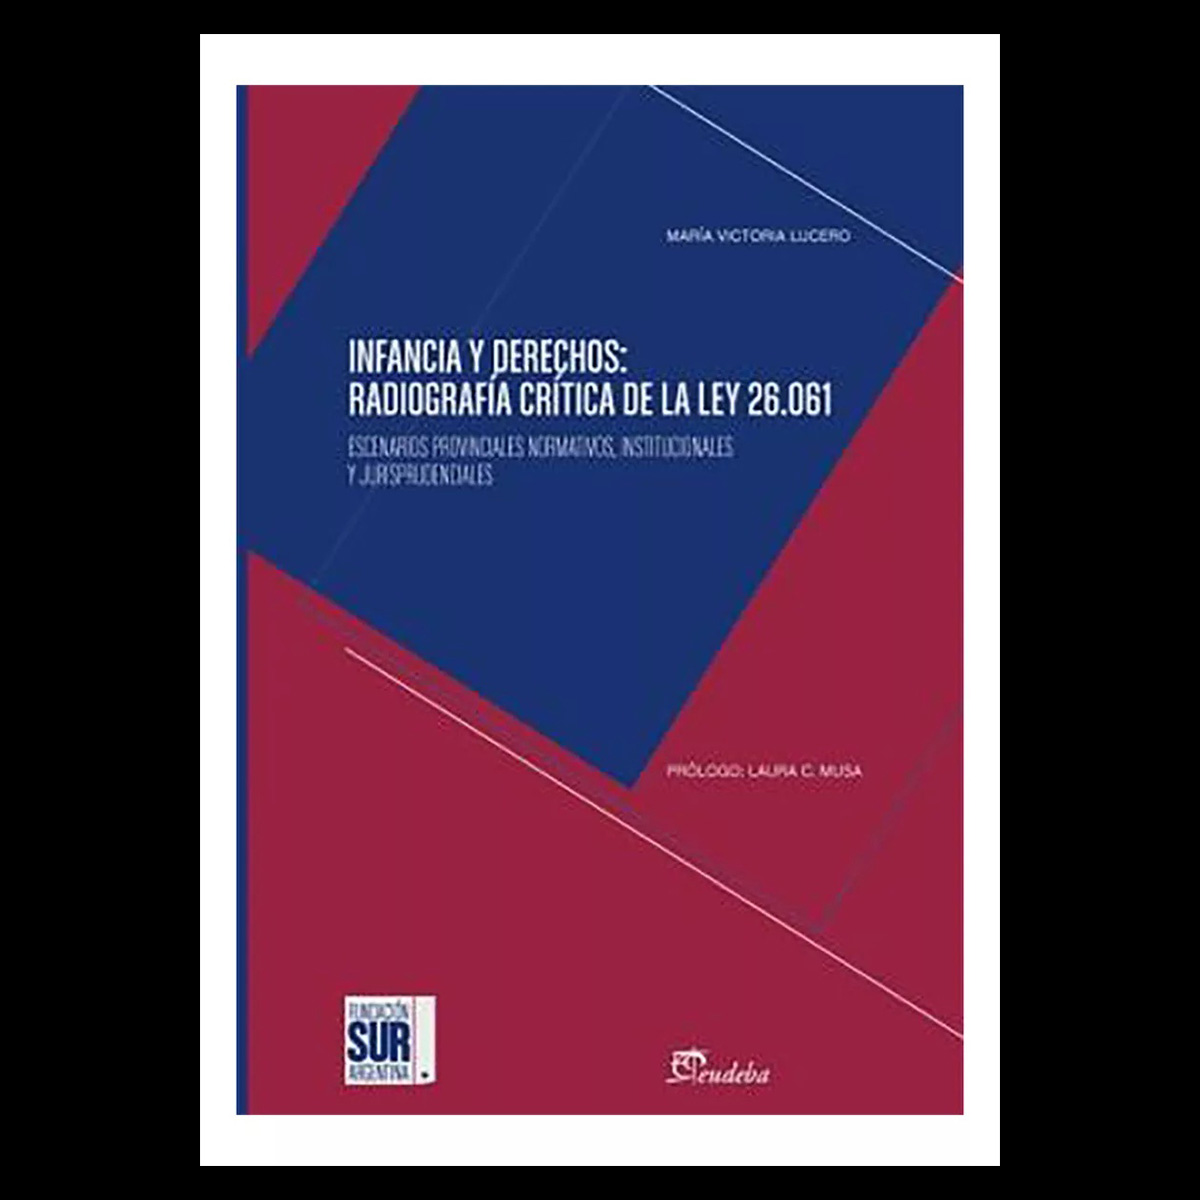 MARÍA VICTORIA LUCERO
INFANCIA Y DERECHOS:
RADIOGRAFÍA CRÍTICA DE LA LEY 26.061
ESCENARIOS PROVINCIALES NORMATIVOS, INSTITUCIONALES
Y JURISPRUDENCIALES
PRÓLOGO: LAURA C. MUSA
FUNDACIÓN
SUR
ARGENTINA
eudeba